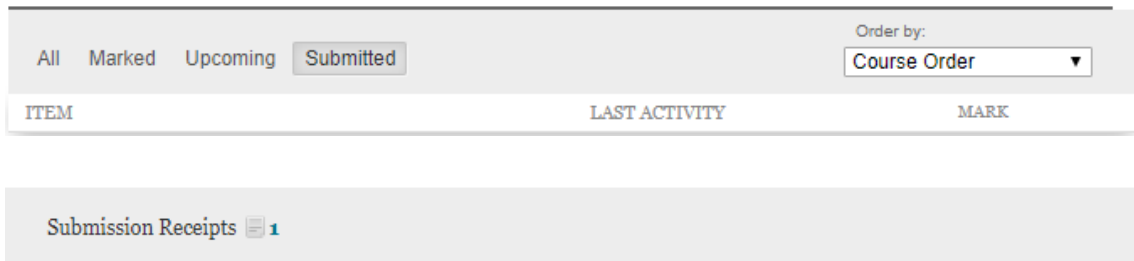 Order by:
All Marked Upcoming Submitted Course Order
ITEM LAST ACTIVITY MARK
Submission Receipts 1